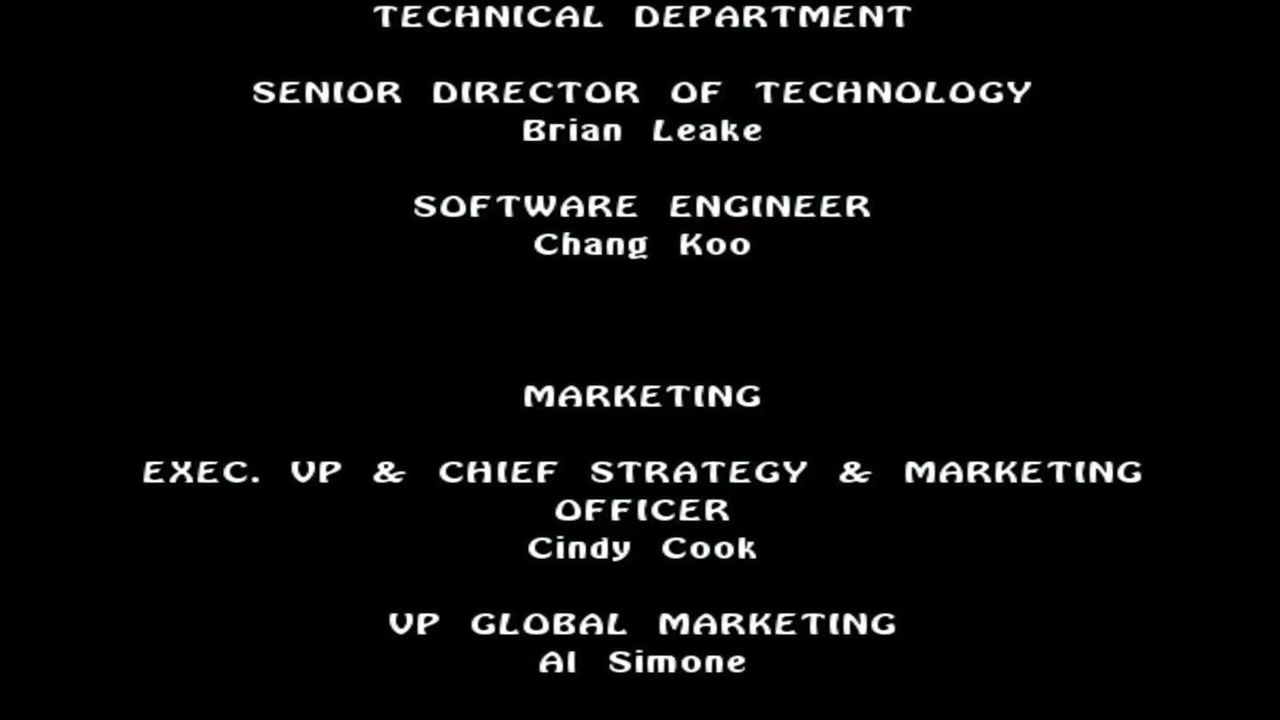 TECHNICAL DEPARTMENT
SENIOR DIRECTOR OF TECHNOLOGY
Brian Leake
SOFTWARE ENGINEER
Chang Koo
MARKETING
EXEC. VP & CHIEF STRATEGY & MARKETING
OFFICER
Cindy Cook
VP GLOBAL MARKETING
Al Simone